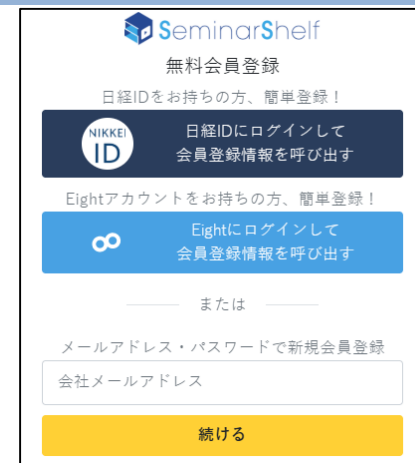 SeminarShelf
無料会員登録
日経IDをお持ちの方、簡単登録！
NIKKEI
ID
日経IDにログインして
会員登録情報を呼び出す
Eightアカウントをお持ちの方、簡単登録！
Eightにログインして
会員登録情報を呼び出す
または
メールアドレス・パスワードで新規会員登録
会社メールアドレス
続ける